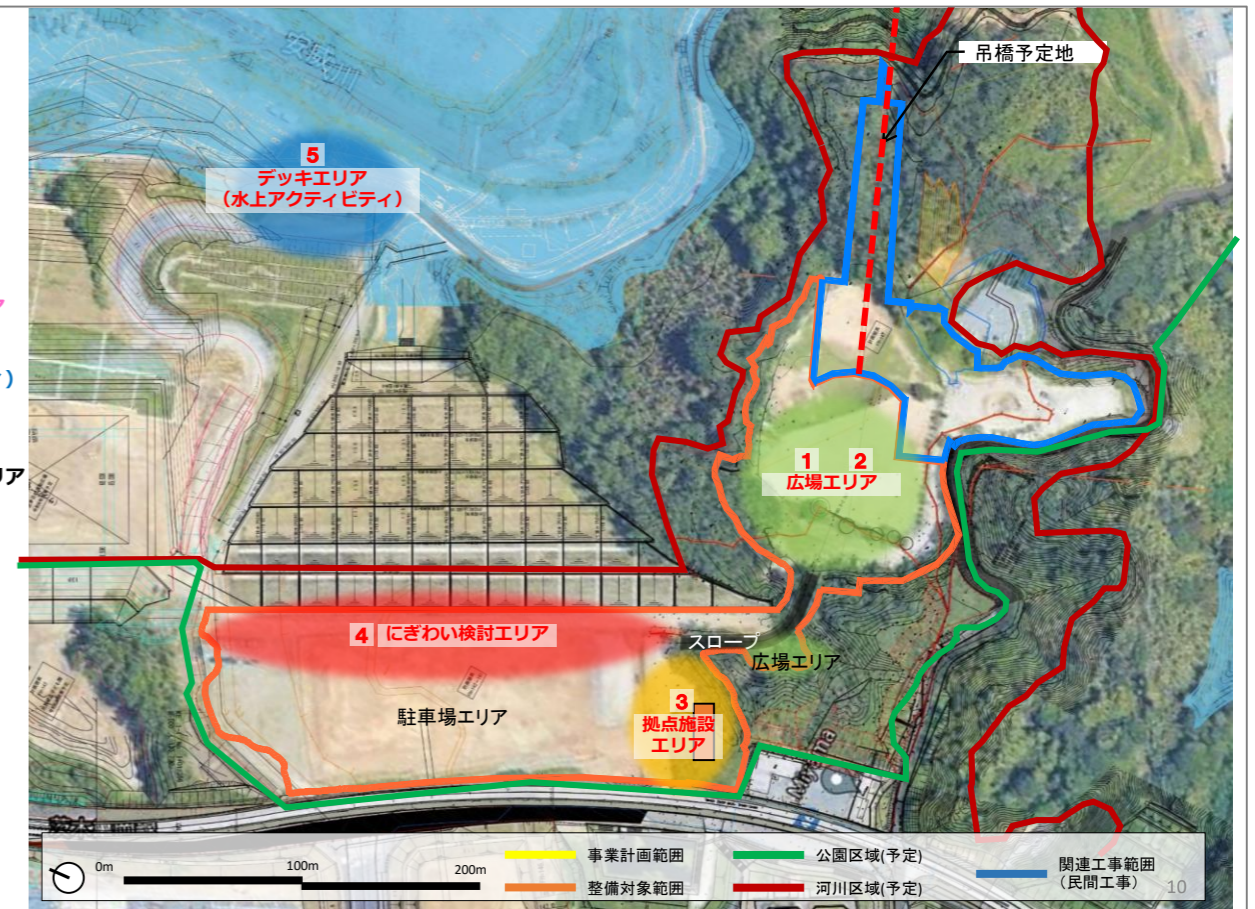 吊橋予定地
5
デッキエリア
（水上アクティビティ）
リア
1 2
広場エリア
4 にぎわい検討エリア
スロープ
広場エリア
駐車場エリア
3
拠点施設
エリア
0m 100m 200m
事業計画範囲
公園区域(予定)
関連工事範囲
（民間工事）
整備対象範囲
河川区域(予定)
10